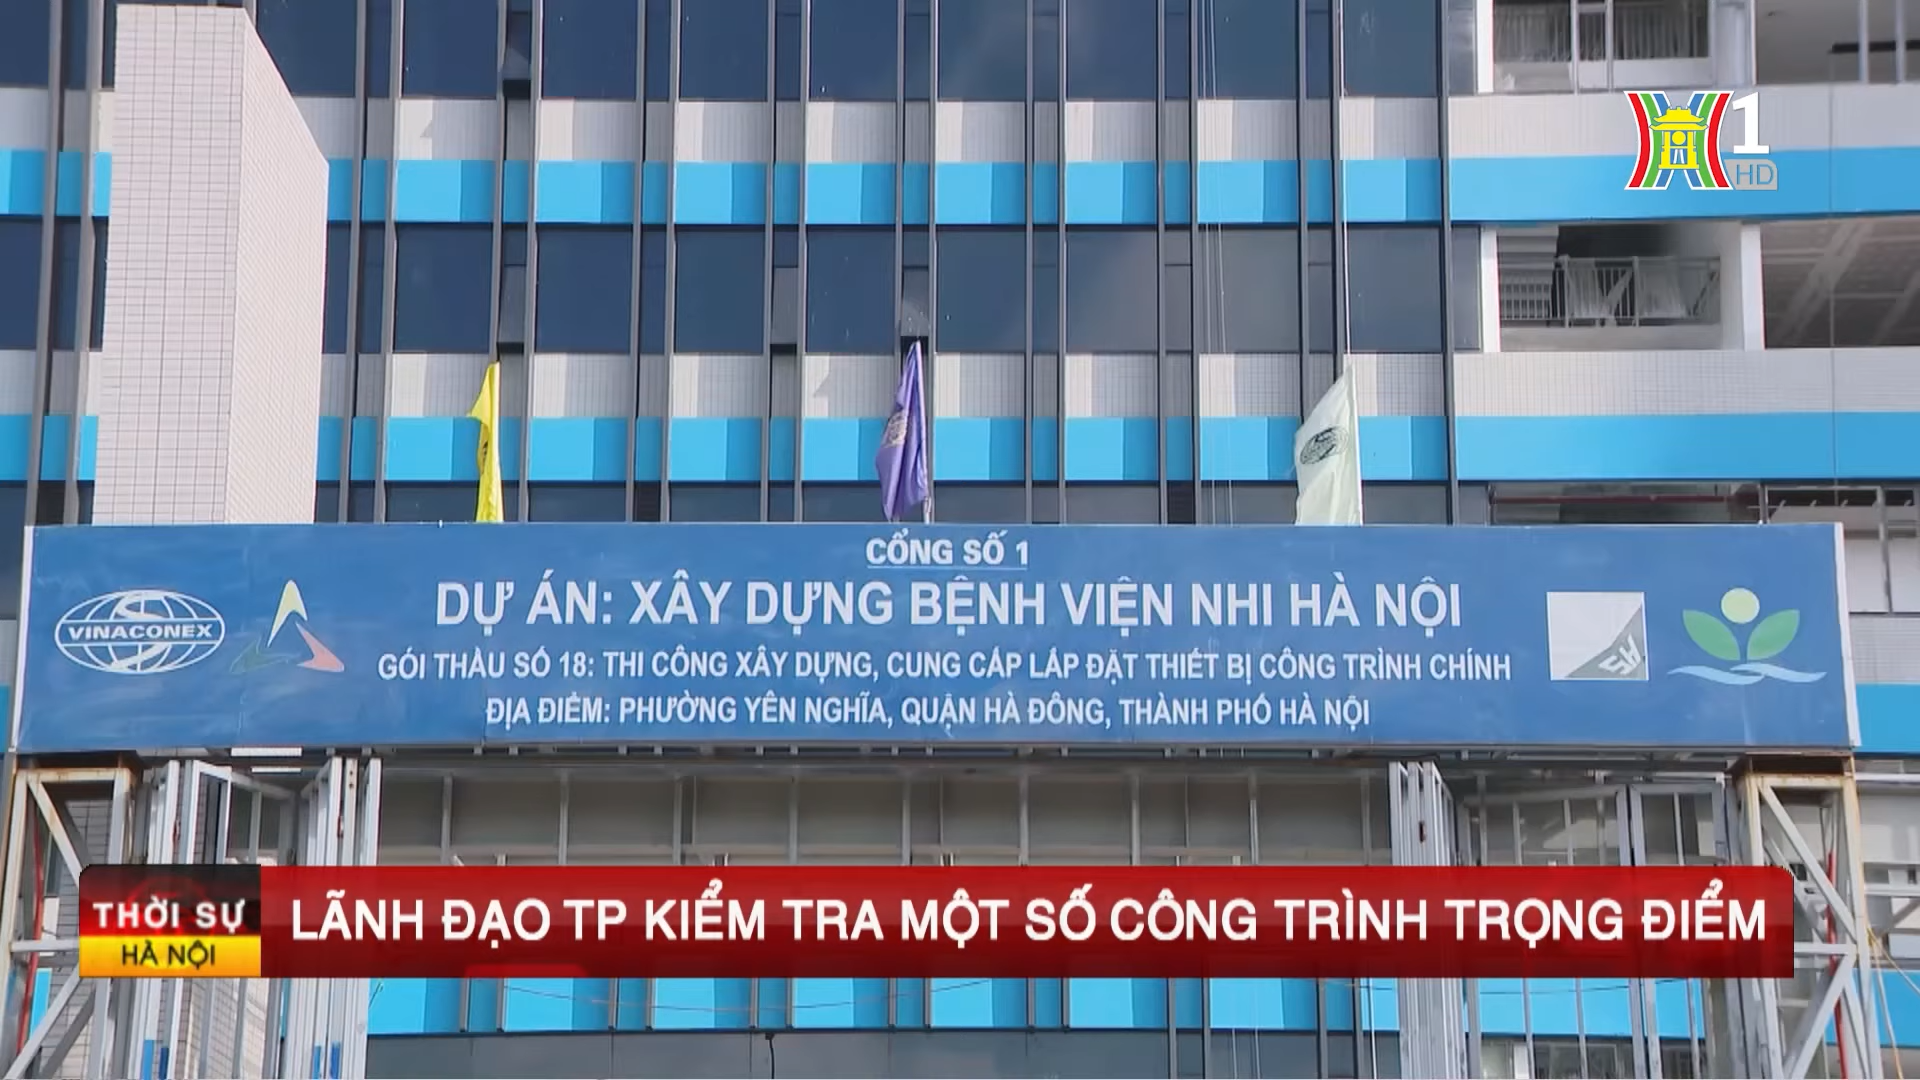 1
HD
CỔNG SỐ 1
DỰ ÁN: XÂY DỰNG BỆNH VIỆN NHI HÀ NỘI
VINACONEX
GÓI THẦU SỐ 18: THI CÔNG XÂY DỰNG, CUNG CẤP LẮP ĐẶT THIẾT BỊ CÔNG TRÌNH CHÍNH
ĐỊA ĐIỂM: PHƯỜNG YÊN NGHĨA, QUẬN HÀ ĐÔNG, THÀNH PHỐ HÀ NỘI
THỜI SỰ
HÀ NỘI
LÃNH ĐẠO TP KIỂM TRA MỘT SỐ CÔNG TRÌNH TRỌNG ĐIỂM